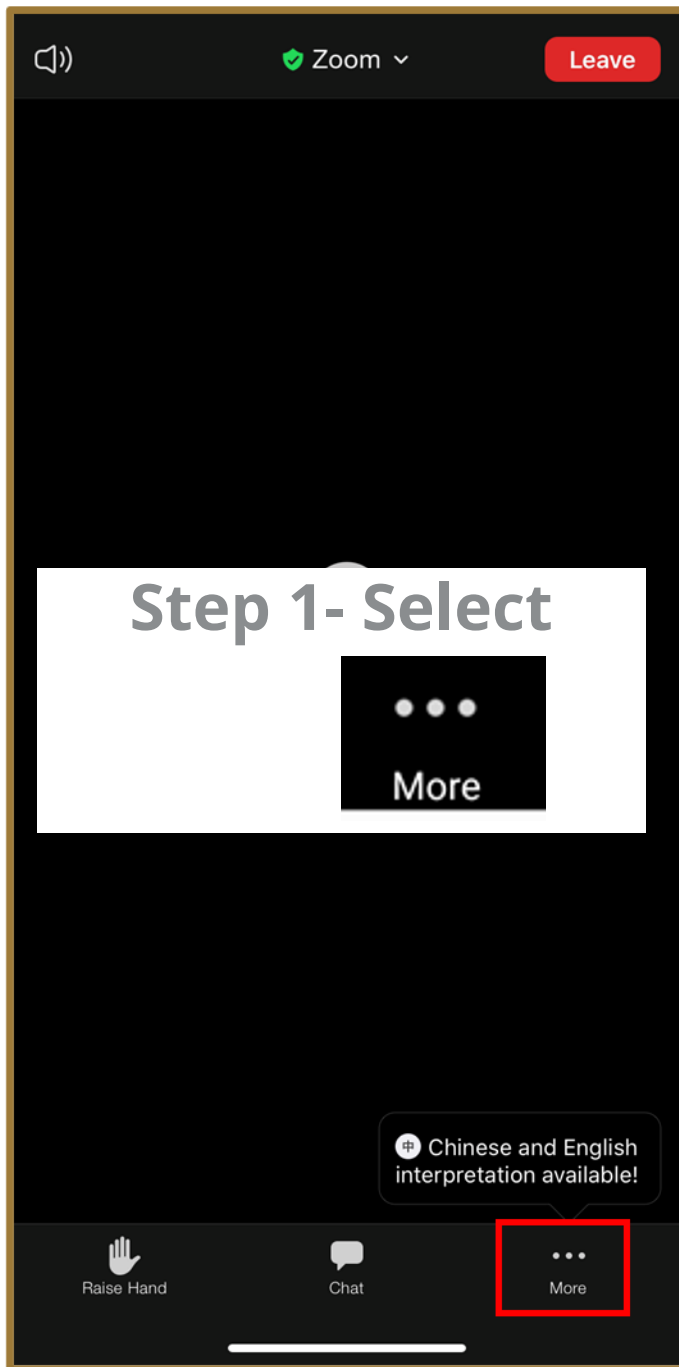 Zoom
Leave
Step 1- Select
More
中 Chinese and English
interpretation available!
Raise Hand
Chat
More